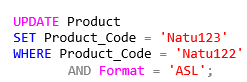 UPDATE Product
SET Product_Code = 'Natu123'
WHERE Product_Code = 'Natu122'
AND Format = 'ASL';